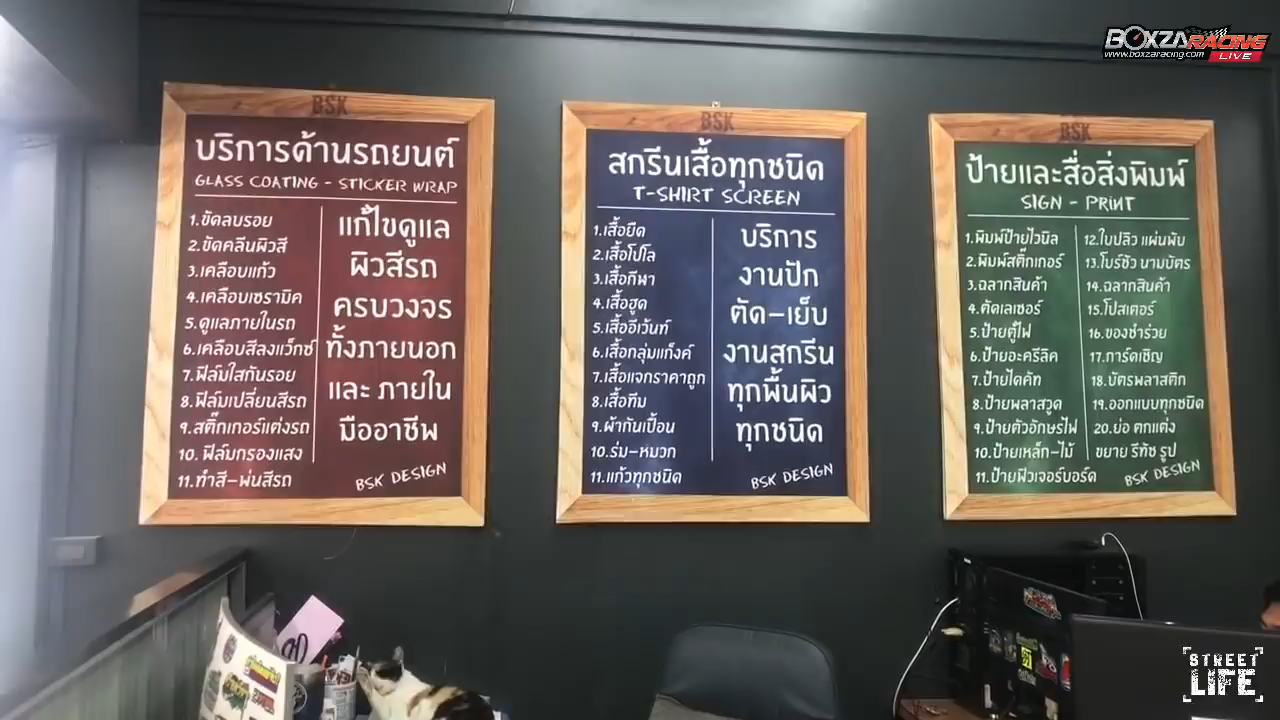 BOXZA RACING
www.boxzaracing.com LIVE
BSK
บริการด้านรถยนต์
GLASS COATING - STICKER WRAP
1.ขัดลบรอย
2.ขัดคลีนผิวสี
3.เคลือบแก้ว
4.เคลือบเซรามิค
5.ดูแลภายในรถ
6.เคลือบสีลงแว็กซ์
7.ฟิล์มใสกันรอย
8.ฟิล์มเปลี่ยนสีรถ
9.สติ๊กเกอร์แต่งรถ
10. ฟิล์มกรองแสง
11.ทำสี-พ่นสีรถ
แก้ไขดูแล
ผิวสีรถ
ครบวงจร
ทั้งภายนอก
และ ภายใน
มืออาชีพ
BSK DESIGN
BSK
สกรีนเสื้อทุกชนิด
T-SHIRT SCREEN
1.เสื้อยืด
2.เสื้อโปโล
3.เสื้อกีฬา
4.เสื้อฮูด
5.เสื้ออีเว้นท์
6.เสื้อกลุ่มแก็งค์
7.เสื้อแจกราคาถูก
8.เสื้อทีม
9.ผ้ากันเปื้อน
10.ร่ม-หมวก
11.แก้วทุกชนิด
บริการ
งานปัก
ตัด-เย็บ
งานสกรีน
ทุกพื้นผิว
ทุกชนิด
BSK DESIGN
BSK
ป้ายและสื่อสิ่งพิมพ์
SIGN - PRINT
1.พิมพ์ป้ายไวนิล
2.พิมพ์สติ๊กเกอร์
3.ฉลากสินค้า
4.คัดเลเซอร์
5.ป้ายตู้ไฟ
6.ป้ายอะคริลิค
7.ป้ายไดคัท
8.ป้ายพลาสวูด
9.ป้ายตัวอักษรไฟ
10.ป้ายเหล็ก-ไม้
11.ป้ายฟิวเจอร์บอร์ด
12.ใบปลิว แผ่นพับ
13.โบร์ชัว นามบัตร
14.ฉลากสินค้า
15.โปสเตอร์
16.ของชำร่วย
17.การ์ดเชิญ
18.บัตรพลาสติก
19.ออกแบบทุกชนิด
20.ย่อ ตกแต่ง
ขยาย รีทัช รูป
BSK DESIGN
STREET
LIFE